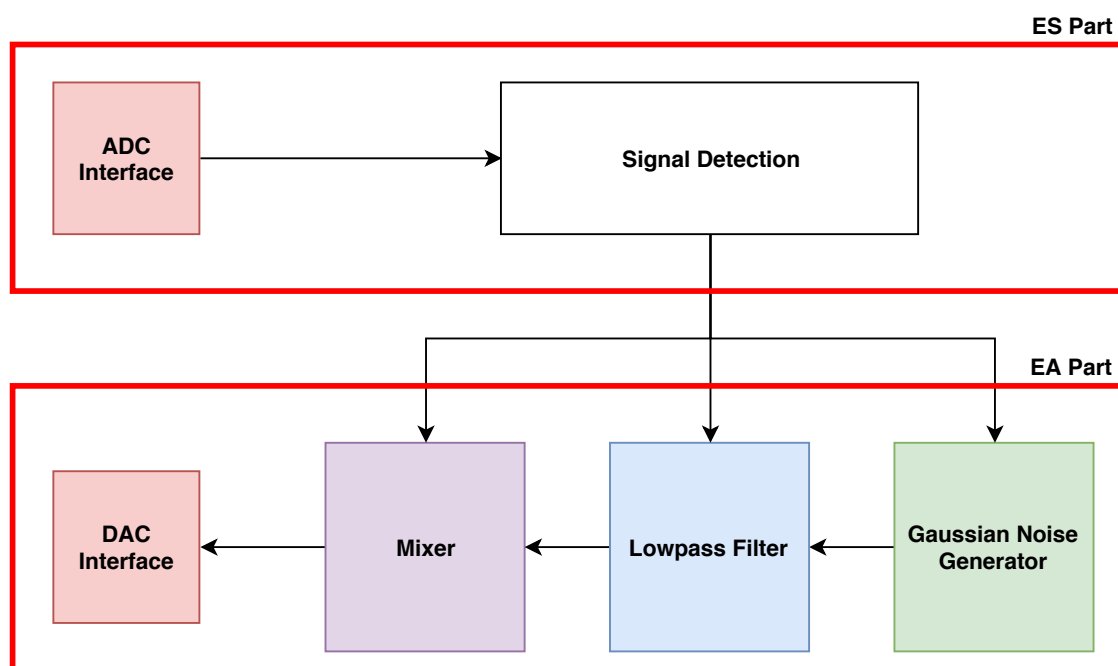 ES Part
ADC
Interface
Signal Detection
EA Part
DAC
Interface
Mixer
Lowpass Filter
Gaussian Noise
Generator